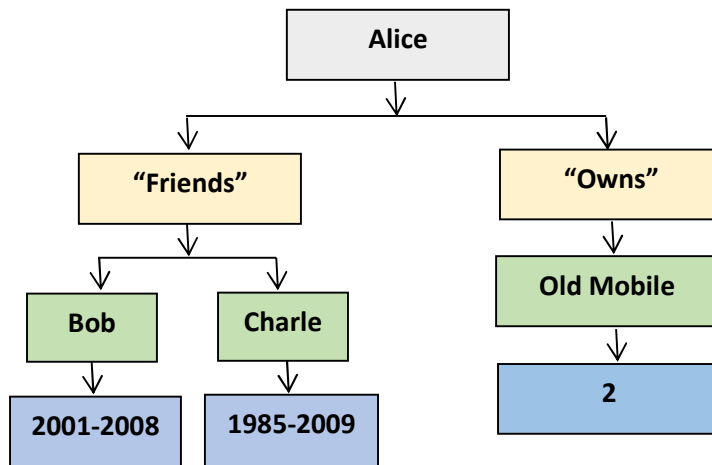 Alice
“Friends”
“Owns”
Bob
Charle
Old Mobile
2001-2008
1985-2009
2